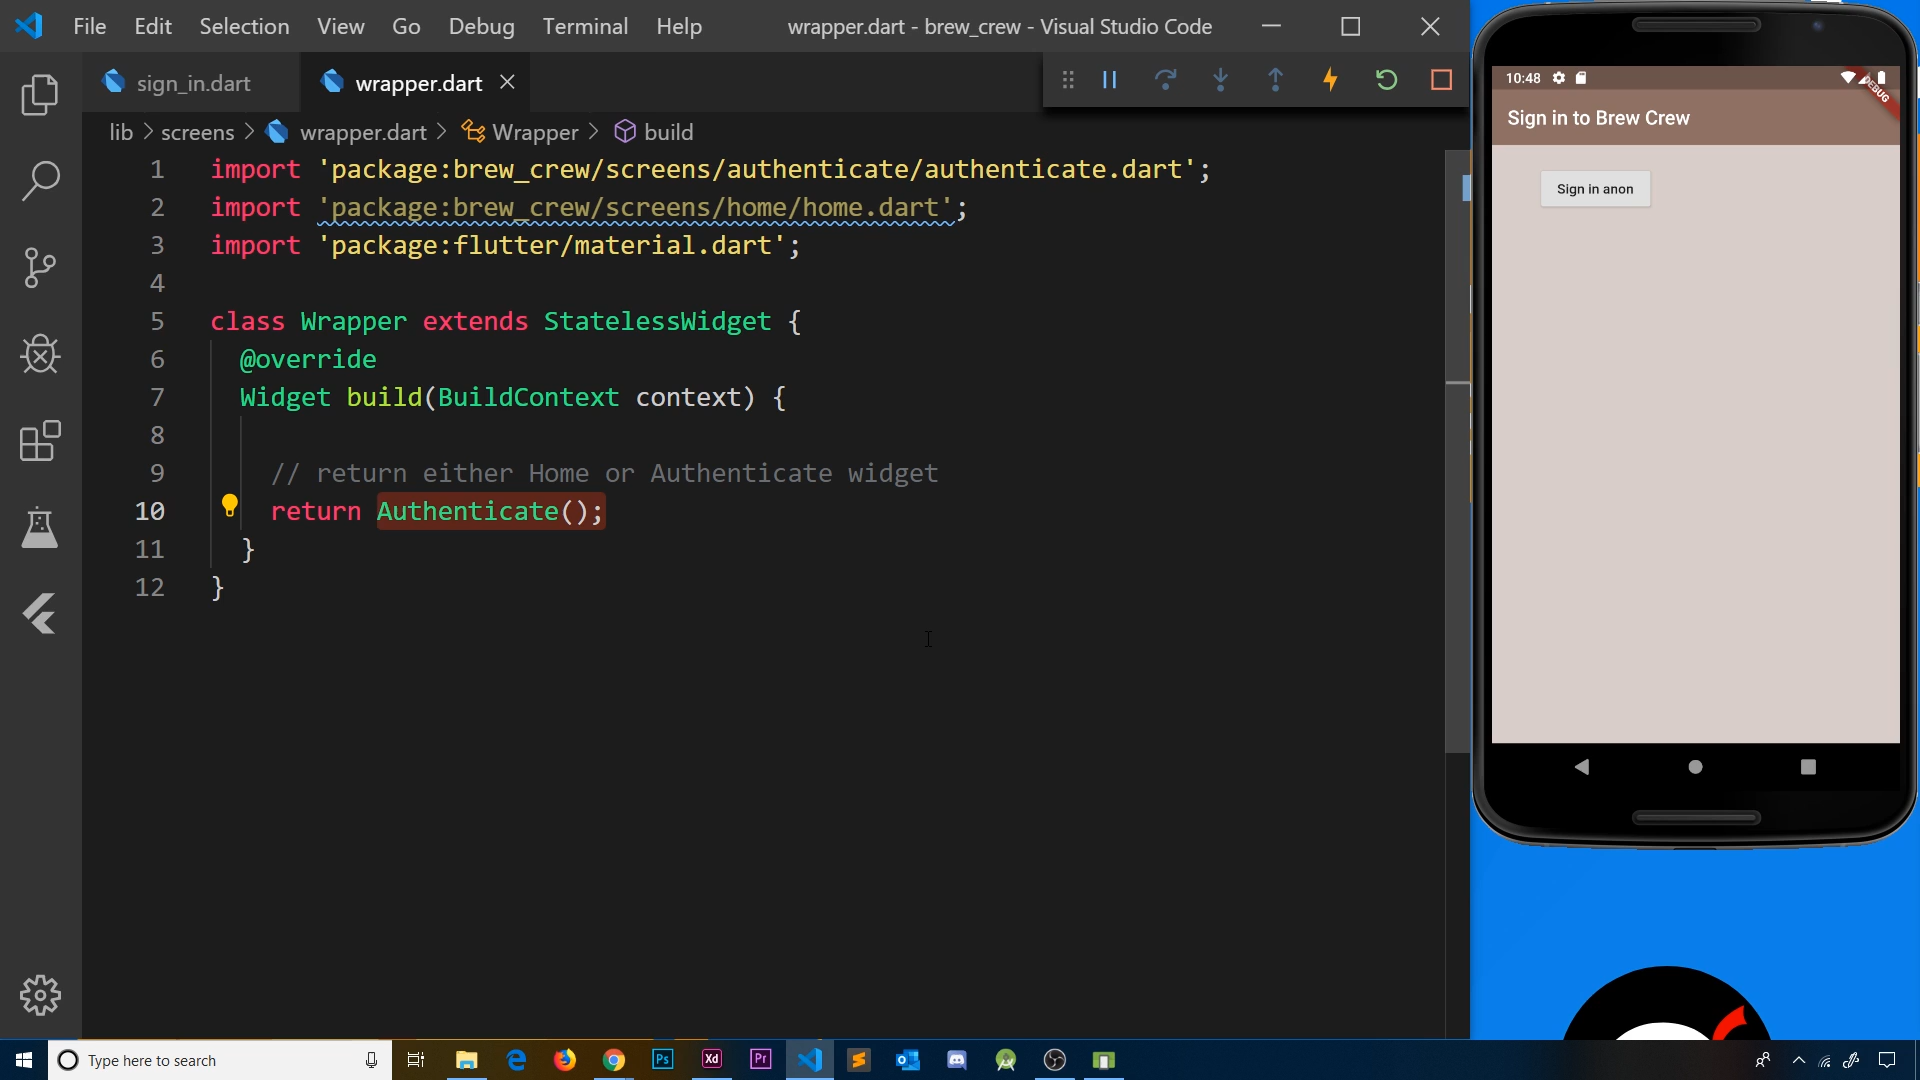 File Edit Selection View Go Debug Terminal Help
wrapper.dart - brew_crew - Visual Studio Code
sign_in.dart
wrapper.dart
lib > screens > wrapper.dart > Wrapper > build
1 import 'package:brew_crew/screens/authenticate/authenticate.dart';
2 import 'package:brew_crew/screens/home/home.dart';
3 import 'package:flutter/material.dart';
4
5 class Wrapper extends StatelessWidget {
6 @override
7 Widget build(BuildContext context) {
8
9 // return either Home or Authenticate widget
10 return Authenticate();
11 }
12 }
10:48
DEBUG
Sign in to Brew Crew
Sign in anon
Type here to search
Ps
Xd
Pr